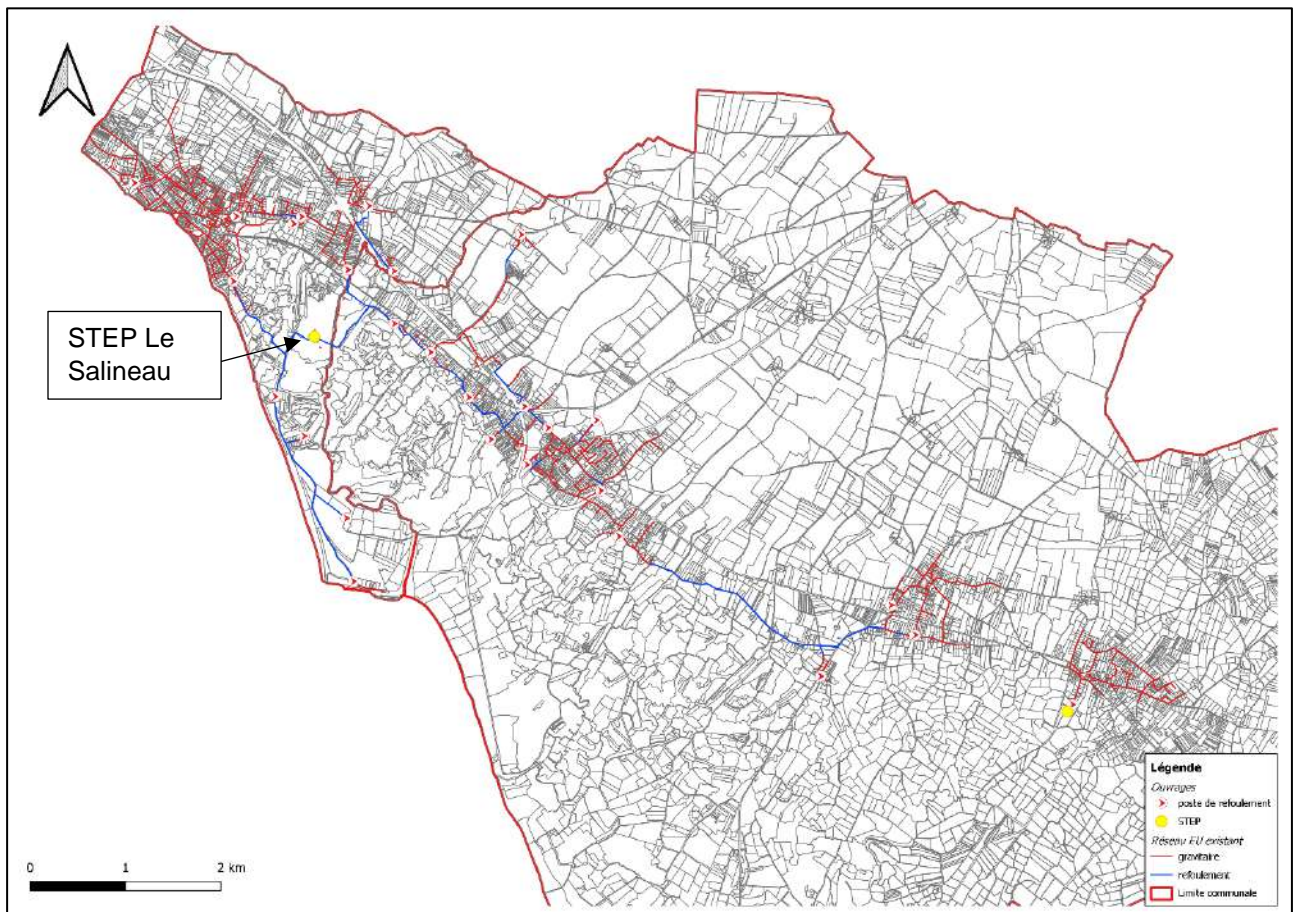 STEP Le
Salineau
0 1 2 km
Légende
Ouvrages
poste de refoulement
STEP
Réseau EU existant
gravitaire
refoulement
Limite communale